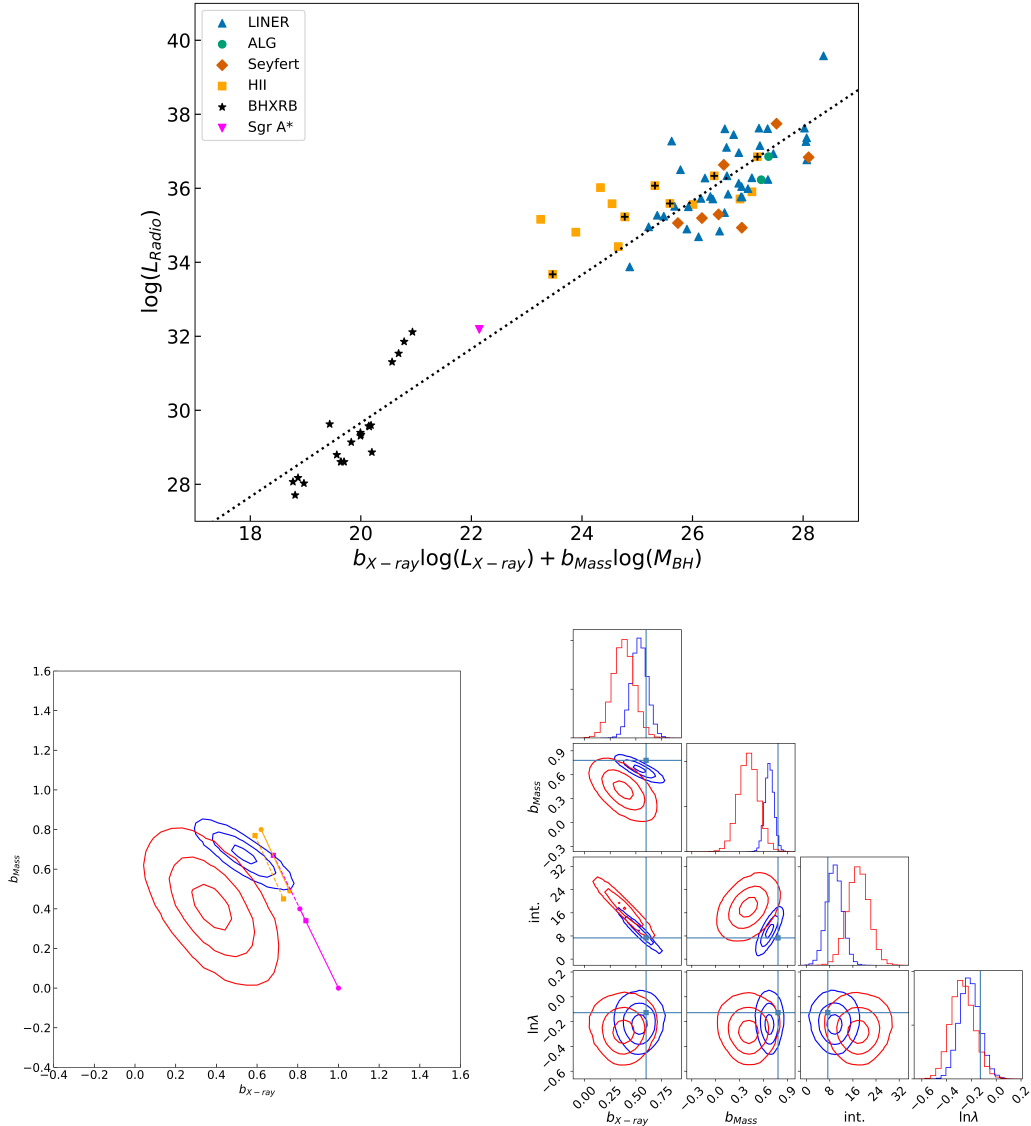 LINER
ALG
Seyfert
HII
BHXRB
Sgr A*
40
38
36
34
32
30
28
log(L_Radio)
18 20 22 24 26 28
b_X−ray log(L_X−ray) + b_Mass log(M_BH)
1.6
1.4
1.2
1.0
0.8
0.6
0.4
0.2
0.0
−0.2
−0.4
b_Mass
−0.4 −0.2 0.0 0.2 0.4 0.6 0.8 1.0 1.2 1.4 1.6
b_X−ray
0.9
0.6
0.3
0.0
−0.3
b_Mass
32
24
16
8
0
int.
0.2
0.0
−0.2
−0.4
−0.6
lnλ
0.00 0.25 0.50 0.75
−0.3 0.0 0.3 0.6 0.9
8 16 24 32
−0.6 −0.2 0.2
b_X−ray
b_Mass
int.
lnλ